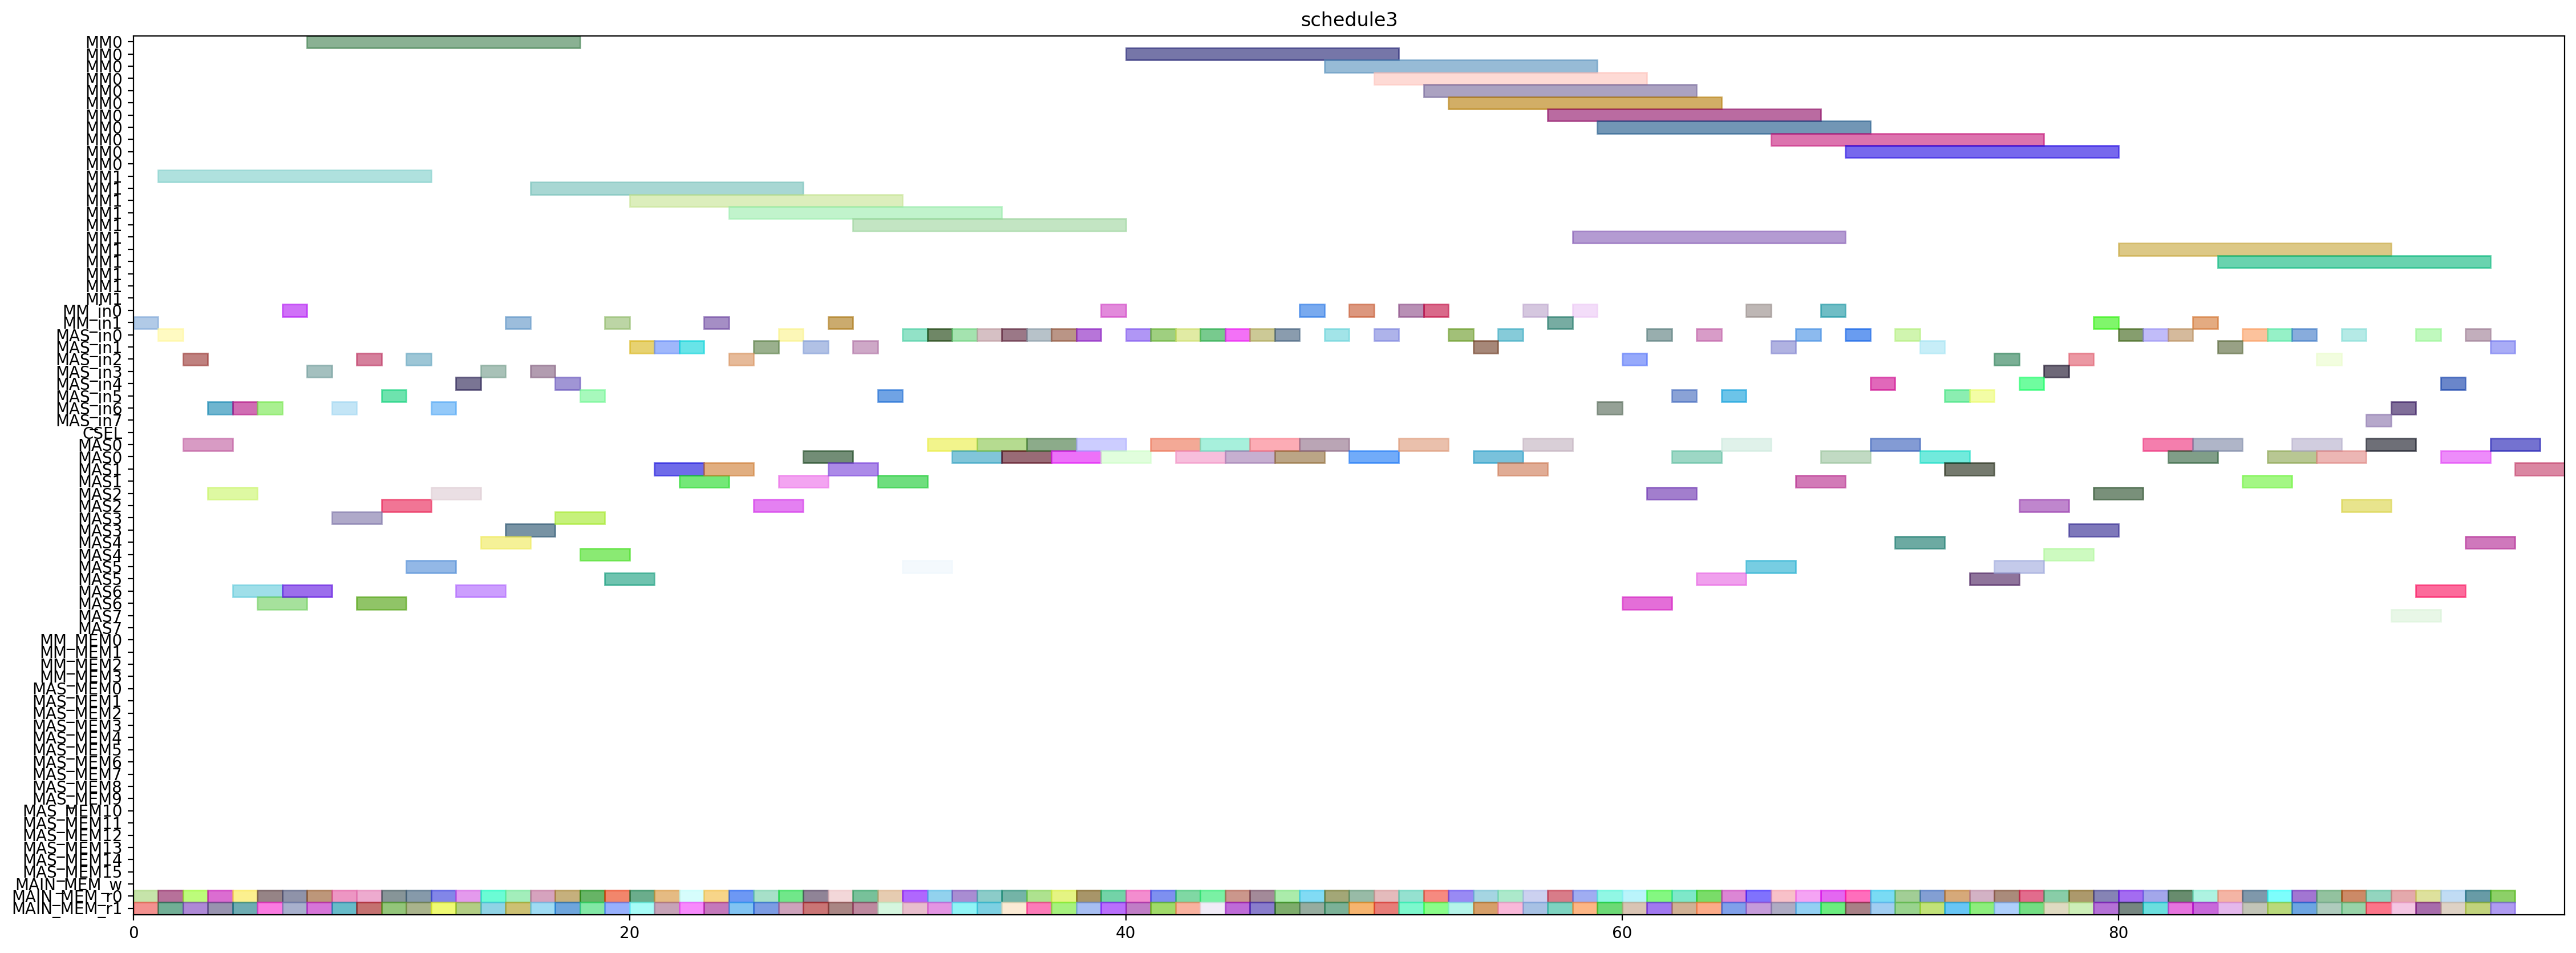 schedule3
MM0
MM0
MM0
MM0
MM0
MM0
MM0
MM0
MM0
MM0
MM0
MM1
MM1
MM1
MM1
MM1
MM1
MM1
MM1
MM1
MM1
MM1
MM_in0
MM_in1
MAS_in0
MAS_in1
MAS_in2
MAS_in3
MAS_in4
MAS_in5
MAS_in6
MAS_in7
CSEL
MAS0
MAS0
MAS1
MAS1
MAS2
MAS2
MAS3
MAS3
MAS4
MAS4
MAS5
MAS5
MAS6
MAS6
MAS7
MAS7
MM_MEM0
MM_MEM1
MM_MEM2
MM_MEM3
MAS_MEM0
MAS_MEM1
MAS_MEM2
MAS_MEM3
MAS_MEM4
MAS_MEM5
MAS_MEM6
MAS_MEM7
MAS_MEM8
MAS_MEM9
MAS_MEM10
MAS_MEM11
MAS_MEM12
MAS_MEM13
MAS_MEM14
MAS_MEM15
MAIN_MEM_w
MAIN_MEM_r0
MAIN_MEM_r1
0 20 40 60 80